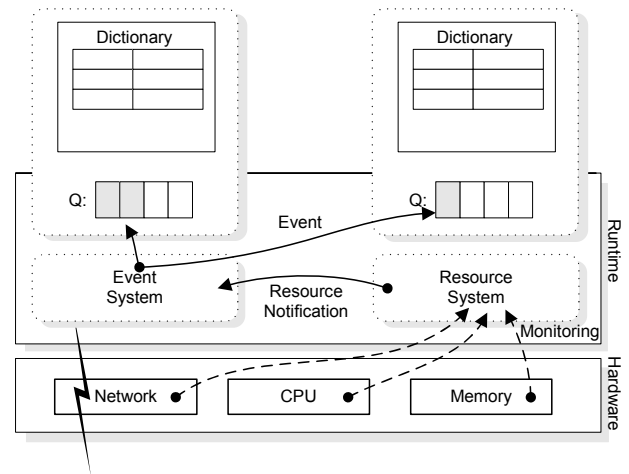 Dictionary
Dictionary
Q:
Q:
Event
Runtime
Event
System
Resource
Notification
Resource
System
Monitoring
Hardware
Network
CPU
Memory